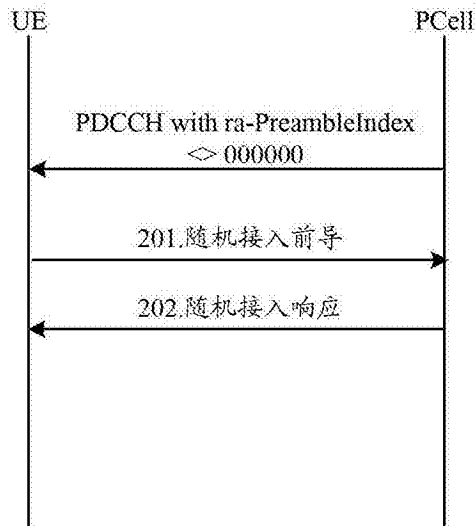 UE
PCell
PDCCH with ra-PreambleIndex
<> 000000
201.随机接入前导
202.随机接入响应